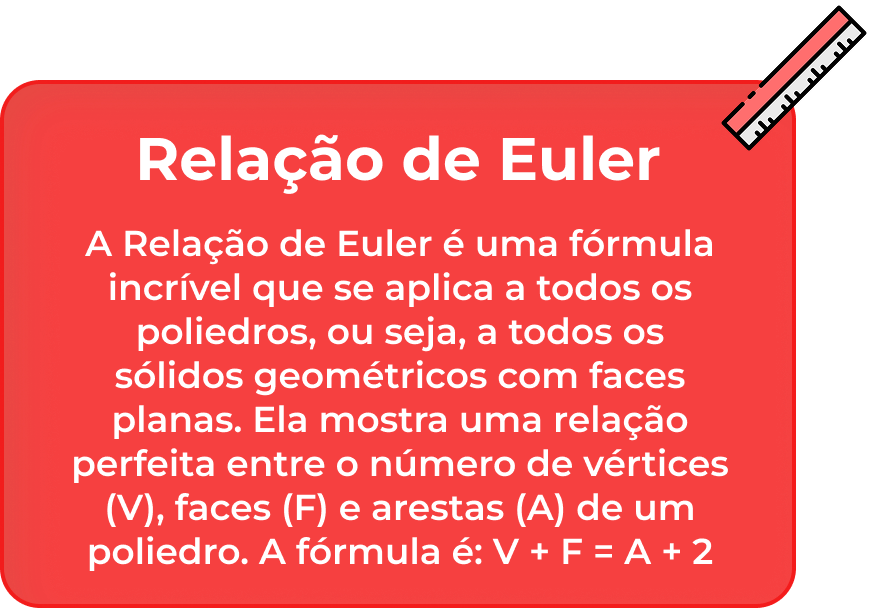 Relação de Euler
A Relação de Euler é uma fórmula
incrível que se aplica a todos os
poliedros, ou seja, a todos os
sólidos geométricos com faces
planas. Ela mostra uma relação
perfeita entre o número de vértices
(V), faces (F) e arestas (A) de um
poliedro. A fórmula é: V + F = A + 2